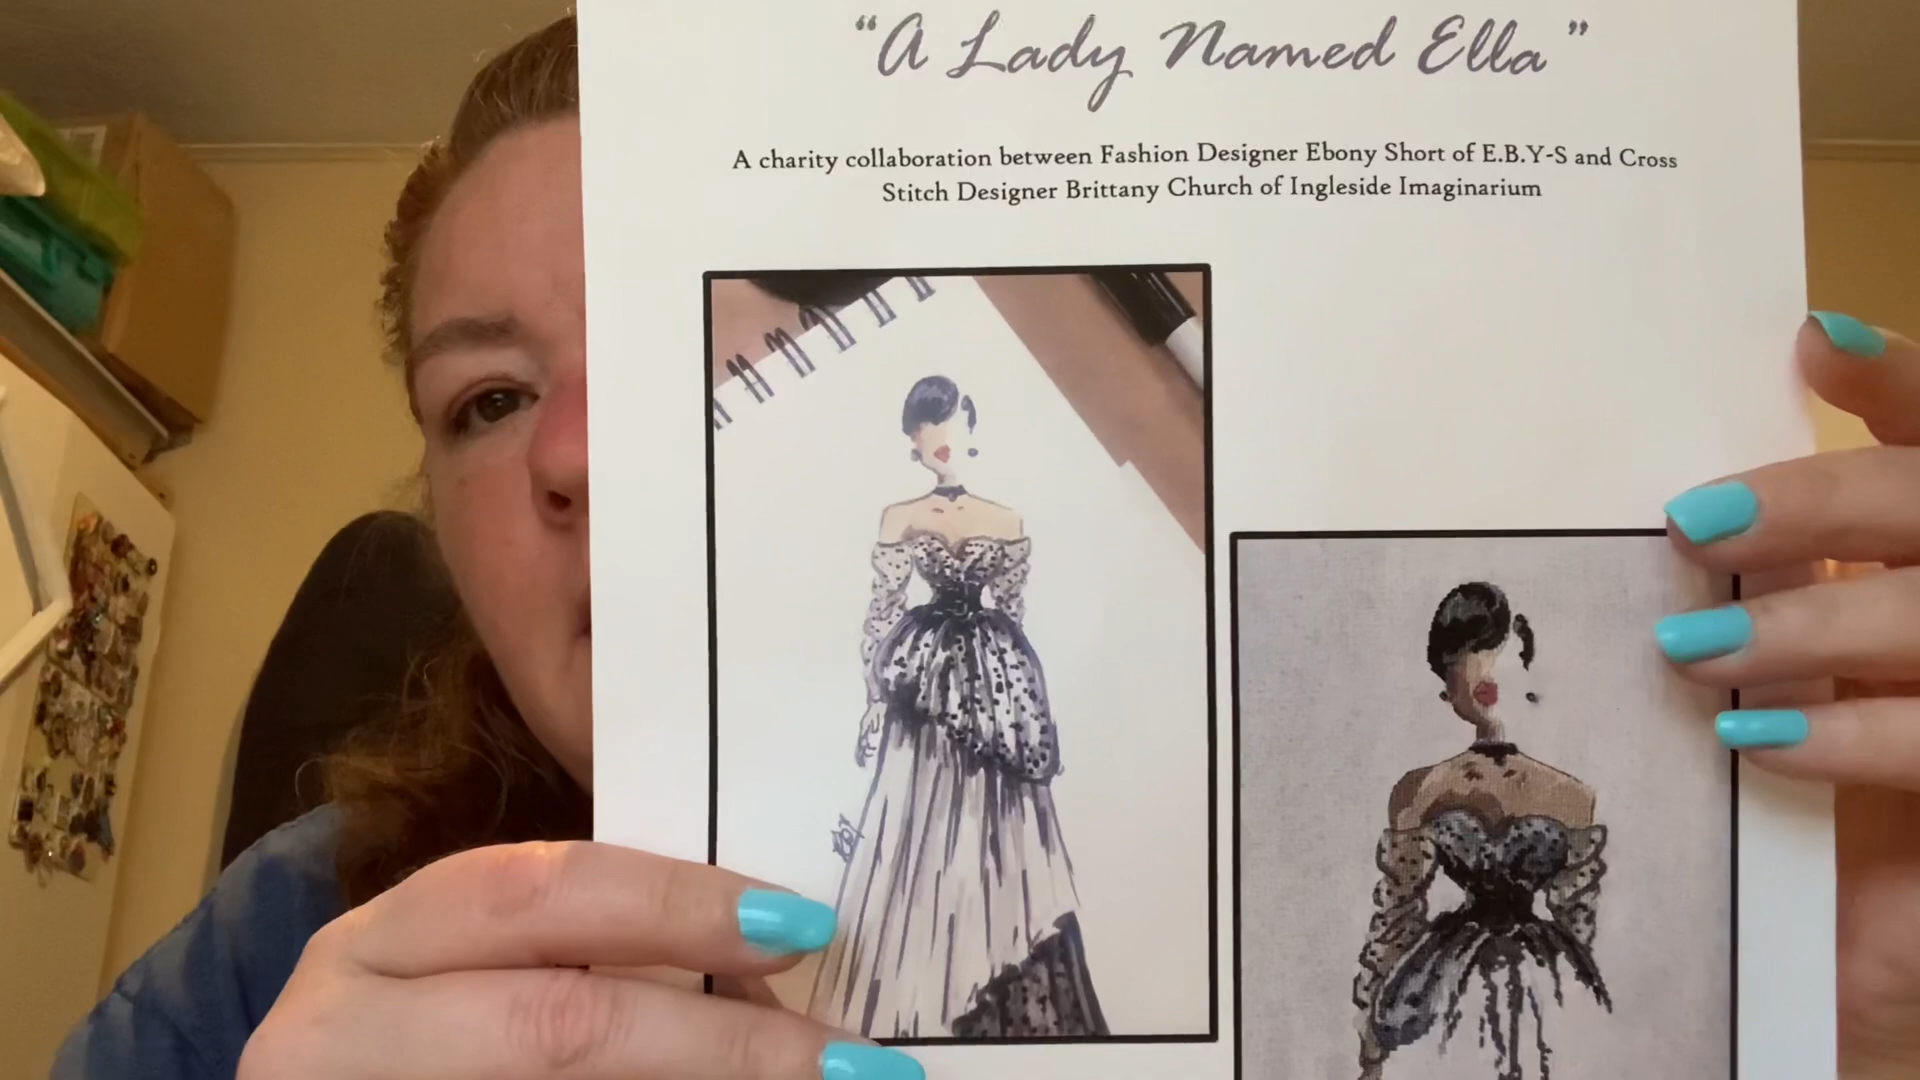 “A Lady Named Ella”
A charity collaboration between Fashion Designer Ebony Short of E.B.Y-S and Cross
Stitch Designer Brittany Church of Ingleside Imaginarium